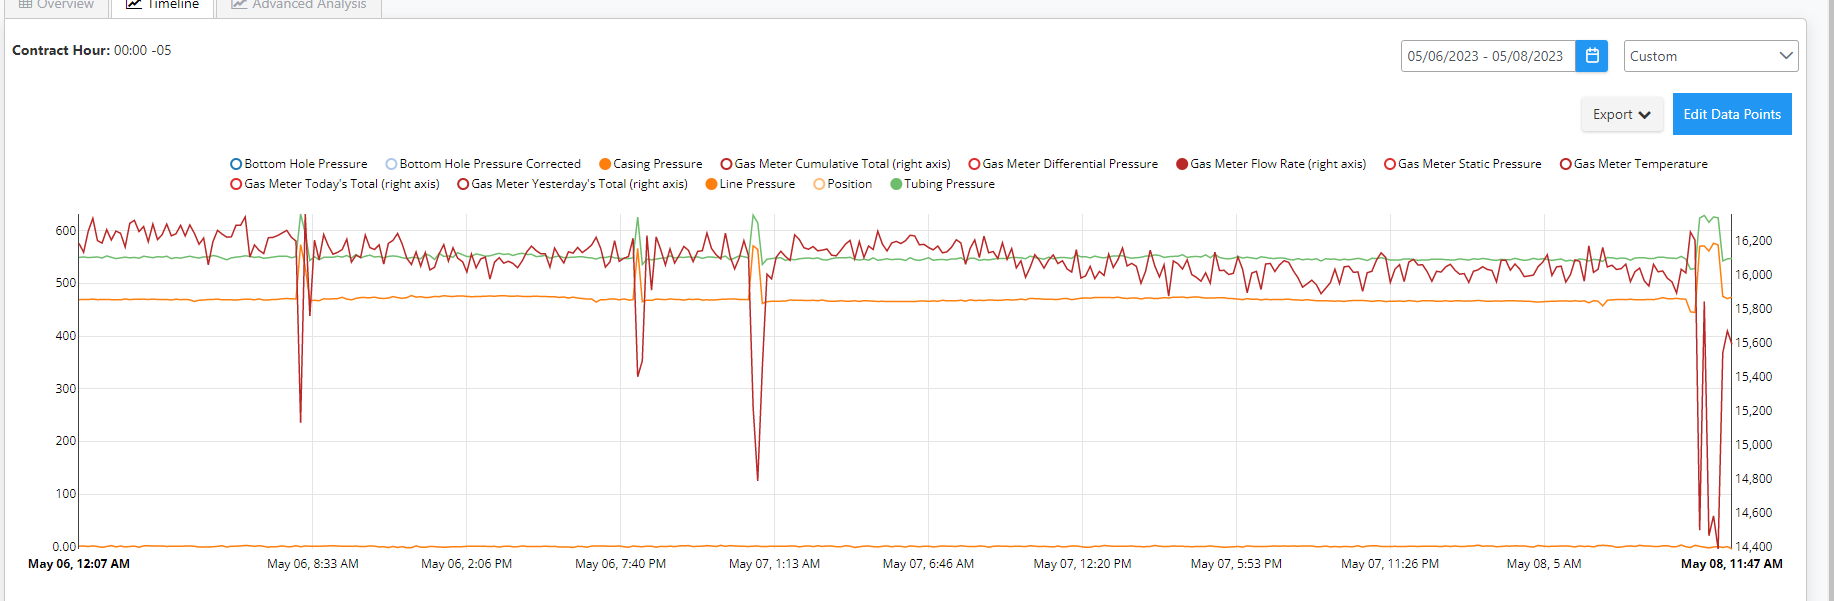 Overview Timeline Advanced Analysis
Contract Hour: 00:00 -05
05/06/2023 - 05/08/2023 Custom
Export Edit Data Points
Bottom Hole Pressure Bottom Hole Pressure Corrected Casing Pressure Gas Meter Cumulative Total (right axis) Gas Meter Differential Pressure Gas Meter Flow Rate (right axis) Gas Meter Static Pressure Gas Meter Temperature
Gas Meter Today's Total (right axis) Gas Meter Yesterday's Total (right axis) Line Pressure Position Tubing Pressure
600
500
400
300
200
100
0.00
16,200
16,000
15,800
15,600
15,400
15,200
15,000
14,800
14,600
14,400
May 06, 12:07 AM May 06, 8:33 AM May 06, 2:06 PM May 06, 7:40 PM May 07, 1:13 AM May 07, 6:46 AM May 07, 12:20 PM May 07, 5:53 PM May 07, 11:26 PM May 08, 5 AM May 08, 11:47 AM